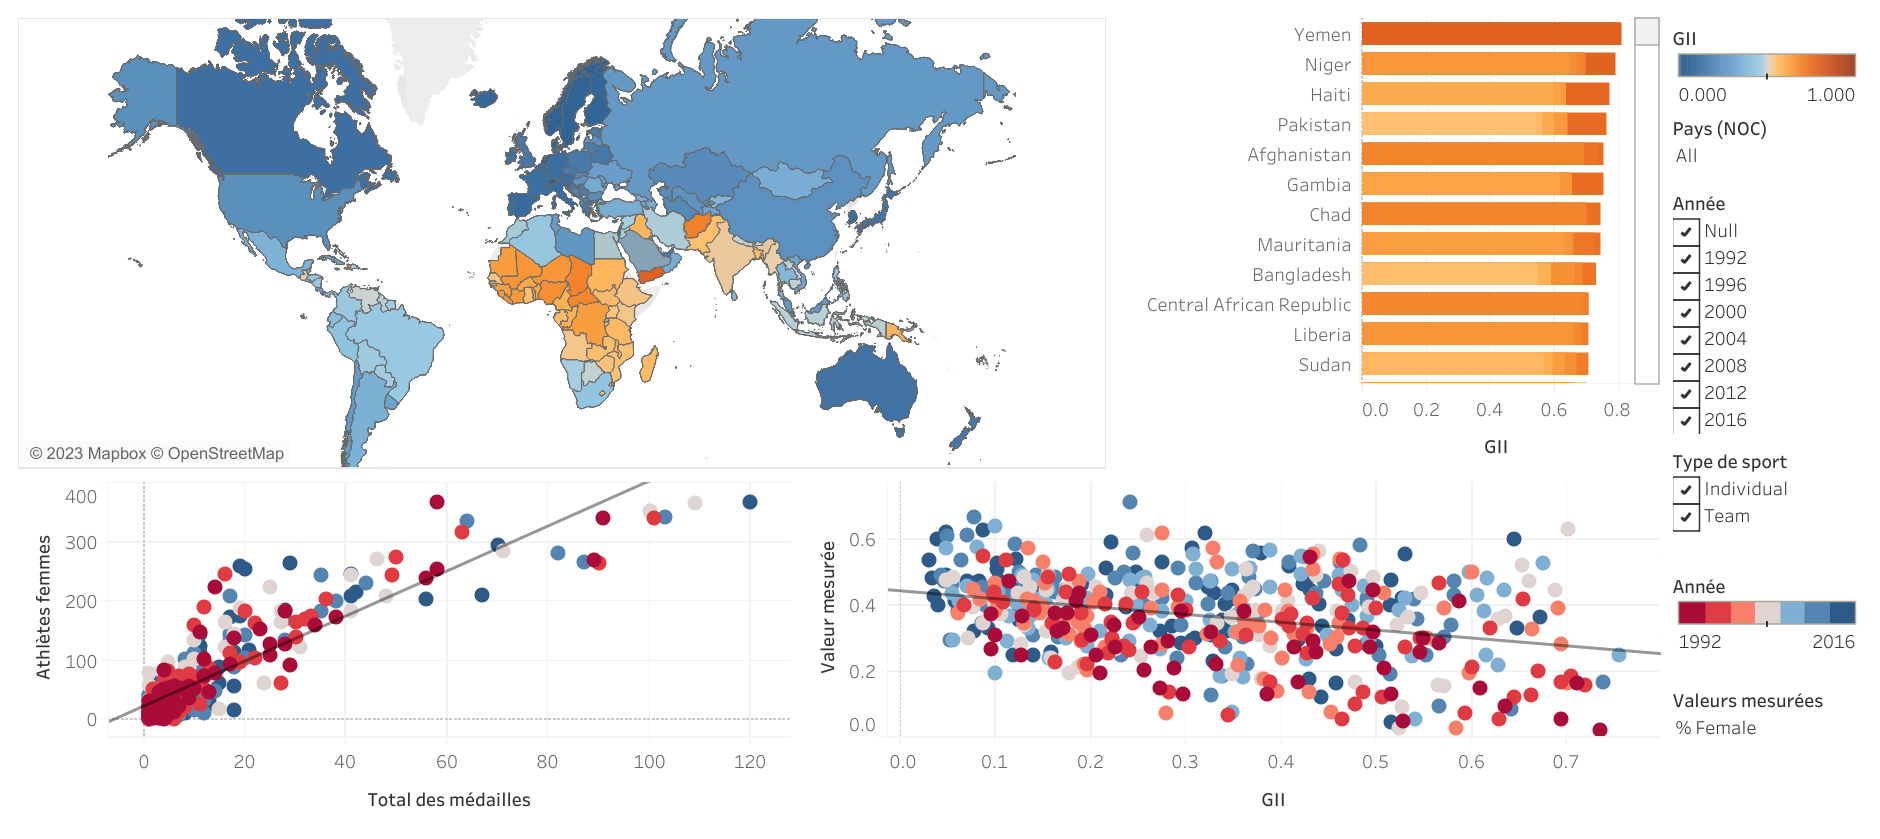 © 2023 Mapbox © OpenStreetMap
Yemen
Niger
Haiti
Pakistan
Afghanistan
Gambia
Chad
Mauritania
Bangladesh
Central African Republic
Liberia
Sudan
0.0 0.2 0.4 0.6 0.8
GII
GII
0.000 1.000
Pays (NOC)
All
Année
Null
1992
1996
2000
2004
2008
2012
2016
Type de sport
Individual
Team
Année
1992 2016
Valeurs mesurées
% Female
Athlètes femmes
400
300
200
100
0
0 20 40 60 80 100 120
Total des médailles
Valeur mesurée
0.6
0.4
0.2
0.0
0.0 0.1 0.2 0.3 0.4 0.5 0.6 0.7
GII